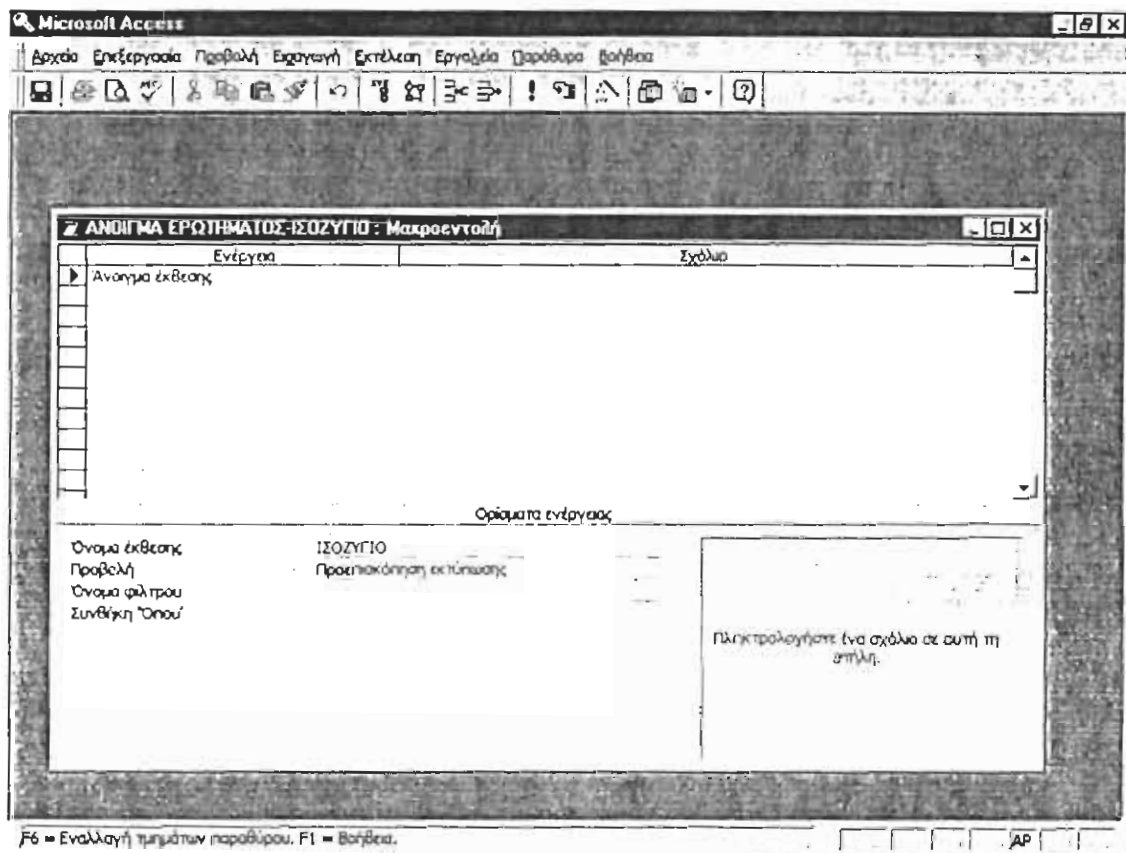 Microsoft Access
Αρχείο Επεξεργασία Προβολή Εισαγωγή Εκτέλεση Εργαλεία Παράθυρο Βοήθεια
ΑΝΟΙΓΜΑ ΕΡΩΤΗΜΑΤΟΣ-ΙΣΟΖΥΓΙΟ : Μακροεντολή
Ενέργεια Σχόλιο
Άνοιγμα έκθεσης
Ορίσματα ενέργειας
Όνομα έκθεσης ΙΣΟΖΥΓΙΟ
Προβολή Προεπισκόπηση εκτύπωσης
Όνομα φίλτρου
Συνθήκη 'Όπου'
Πληκτρολογήστε ένα σχόλιο σε αυτή τη
στήλη.
F6 = Εναλλαγή τμημάτων παραθύρου. F1 = Βοήθεια.
AP